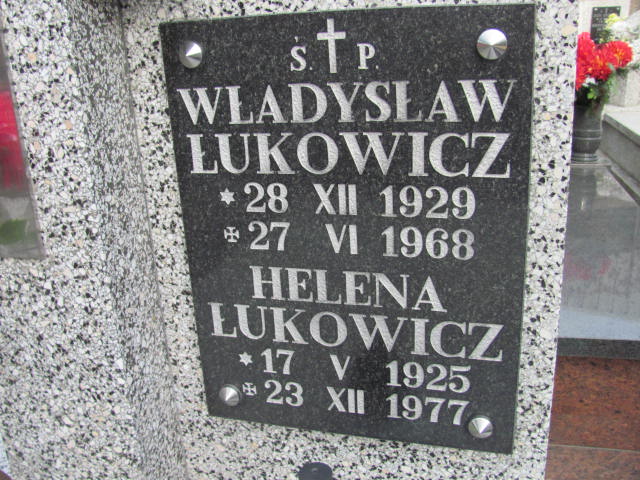 Ś. P.
WŁADYSŁAW
ŁUKOWICZ
28 XII 1929
27 VI 1968
HELENA
ŁUKOWICZ
17 V 1925
23 XII 1977